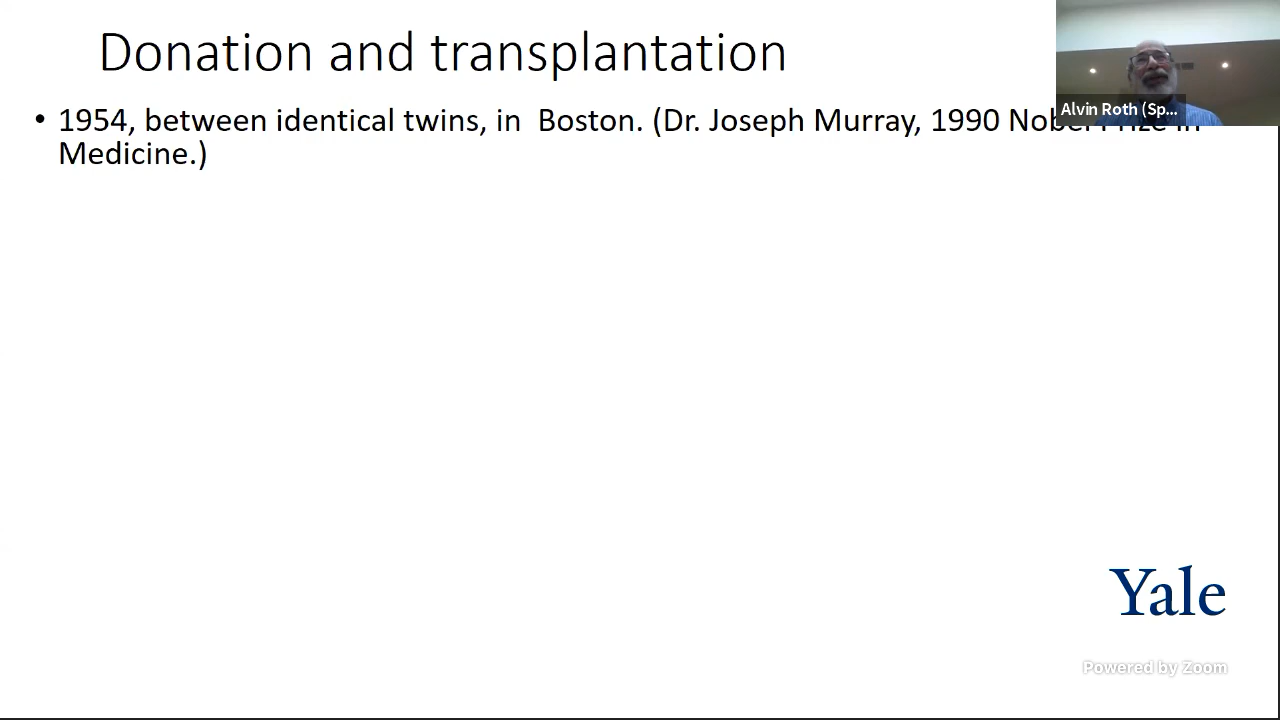 Donation and transplantation
Alvin Roth (Sp...
• 1954, between identical twins, in  Boston. (Dr. Joseph Murray, 1990 Nobel Prize in
Medicine.)
Yale
Powered by Zoom